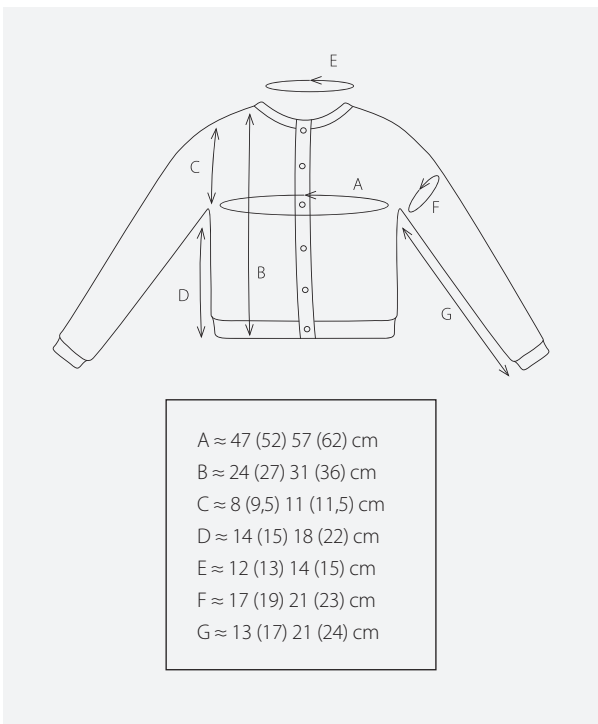 E
C
A
F
B
D
G
A ≈ 47 (52) 57 (62) cm
B ≈ 24 (27) 31 (36) cm
C ≈ 8 (9,5) 11 (11,5) cm
D ≈ 14 (15) 18 (22) cm
E ≈ 12 (13) 14 (15) cm
F ≈ 17 (19) 21 (23) cm
G ≈ 13 (17) 21 (24) cm